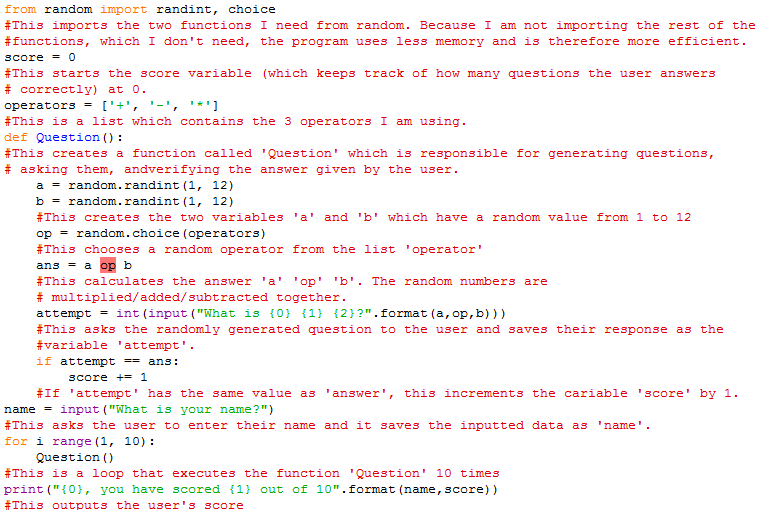 from random import randint, choice
#This imports the two functions I need from random. Because I am not importing the rest of the
#functions, which I don't need, the program uses less memory and is therefore more efficient.
score = 0
#This starts the score variable (which keeps track of how many questions the user answers
# correctly) at 0.
operators = ['+', '-', '*']
#This is a list which contains the 3 operators I am using.
def Question():
#This creates a function called 'Question' which is responsible for generating questions,
# asking them, andverifying the answer given by the user.
    a = random.randint(1, 12)
    b = random.randint(1, 12)
    #This creates the two variables 'a' and 'b' which have a random value from 1 to 12
    op = random.choice(operators)
    #This chooses a random operator from the list 'operator'
    ans = a op b
    #This calculates the answer 'a' 'op' 'b'. The random numbers are
    # multiplied/added/subtracted together.
    attempt = int(input("What is {0} {1} {2}?".format(a,op,b)))
    #This asks the randomly generated question to the user and saves their response as the
    #variable 'attempt'.
    if attempt == ans:
        score += 1
    #If 'attempt' has the same value as 'answer', this increments the cariable 'score' by 1.
name = input("What is your name?")
#This asks the user to enter their name and it saves the inputted data as 'name'.
for i range(1, 10):
    Question()
#This is a loop that executes the function 'Question' 10 times
print("{0}, you have scored {1} out of 10".format(name,score))
#This outputs the user's score